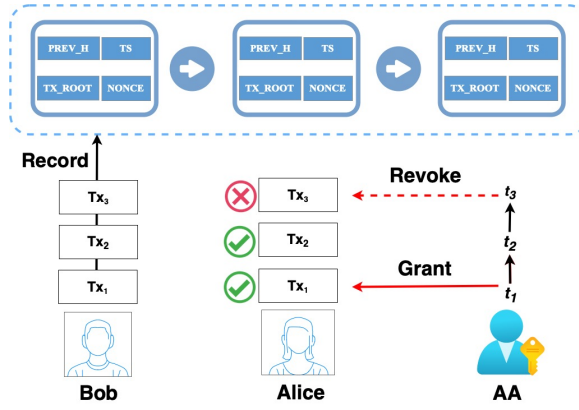 PREV_H TS PREV_H TS PREV_H TS
TX_ROOT NONCE TX_ROOT NONCE TX_ROOT NONCE
Record
Revoke
Tx3 Tx3 t3
Tx2 Tx2 t2
Grant
Tx1 Tx1 t1
Bob Alice AA